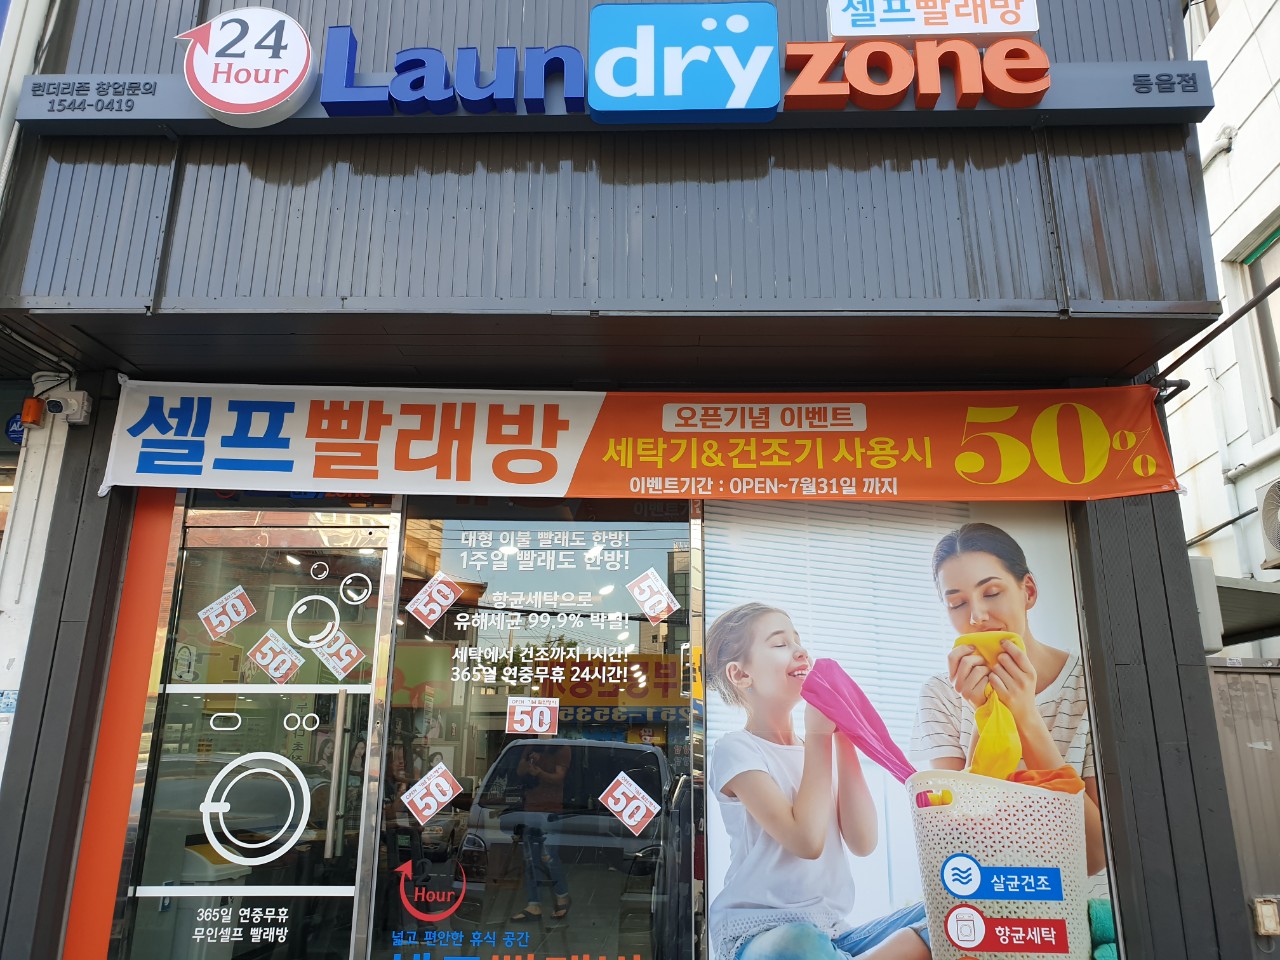 셀프빨래방
24
Hour
Laundryzone
런더리존 창업문의
1544-0419
등읍점
셀프빨래방
오픈기념 이벤트
세탁기&건조기 사용시
50%
이벤트기간 : OPEN~7월31일 까지
대형 이불 빨래도 한방!
1주일 빨래도 한방!
항균세탁으로
유해세균 99.9% 박멸!
세탁에서 건조까지 1시간!
365일 연중무휴 24시간!
50
50
50
50
50
50
50
50
365일 연중무휴
무인셀프 빨래방
Hour
넓고 편안한 휴식 공간
셀프빨래방
살균건조
항균세탁